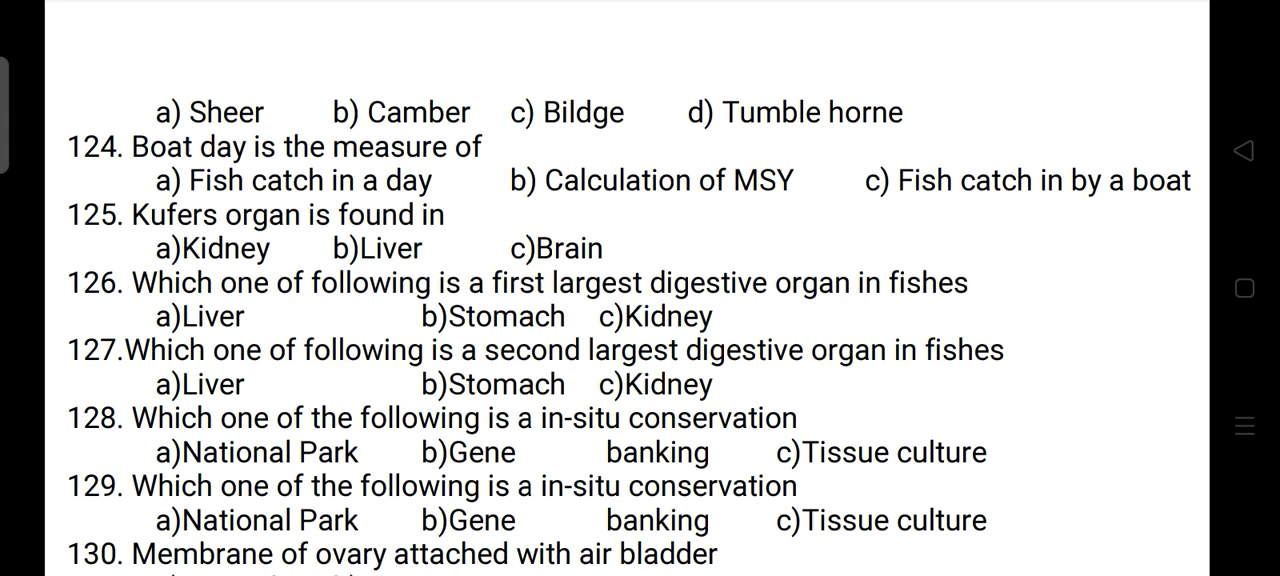 a) Sheer b) Camber c) Bildge d) Tumble horne
124. Boat day is the measure of
a) Fish catch in a day b) Calculation of MSY c) Fish catch in by a boat
125. Kufers organ is found in
a)Kidney b)Liver c)Brain
126. Which one of following is a first largest digestive organ in fishes
a)Liver b)Stomach c)Kidney
127.Which one of following is a second largest digestive organ in fishes
a)Liver b)Stomach c)Kidney
128. Which one of the following is a in-situ conservation
a)National Park b)Gene banking c)Tissue culture
129. Which one of the following is a in-situ conservation
a)National Park b)Gene banking c)Tissue culture
130. Membrane of ovary attached with air bladder